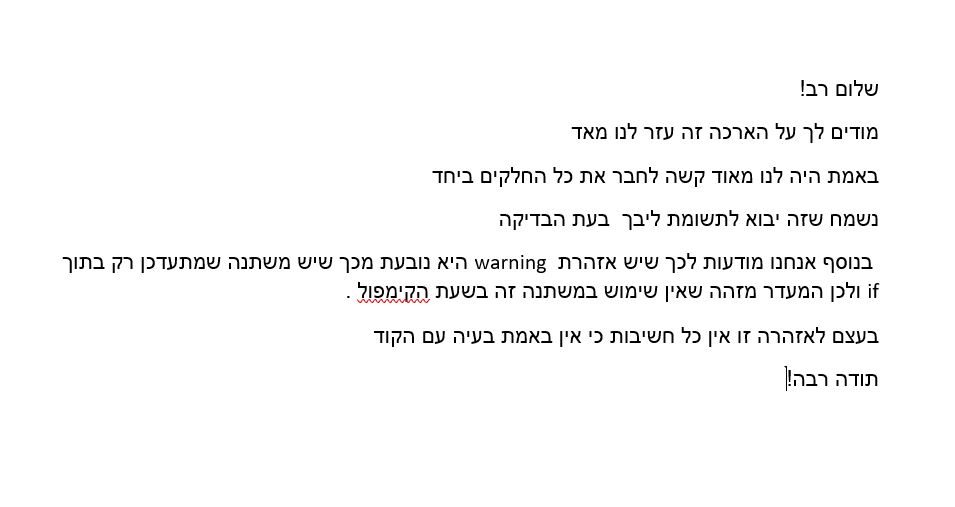 שלום רב!
מודים לך על הארכה זה עזר לנו מאד
באמת היה לנו מאוד קשה לחבר את כל החלקים ביחד
נשמח שזה יבוא לתשומת ליבך  בעת הבדיקה
בנוסף אנחנו מודעות לכך שיש אזהרת  warning היא נובעת מכך שיש משתנה שמתעדכן רק בתוך
if ולכן המעדר מזהה שאין שימוש במשתנה זה בשעת הקימפול .
בעצם לאזהרה זו אין כל חשיבות כי אין באמת בעיה עם הקוד
תודה רבה!